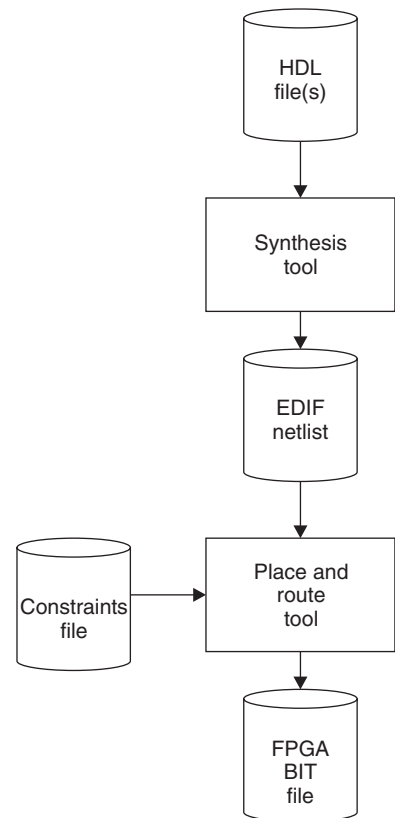 HDL
file(s)
Synthesis
tool
EDIF
netlist
Place and
route
tool
Constraints
file
FPGA
BIT
file